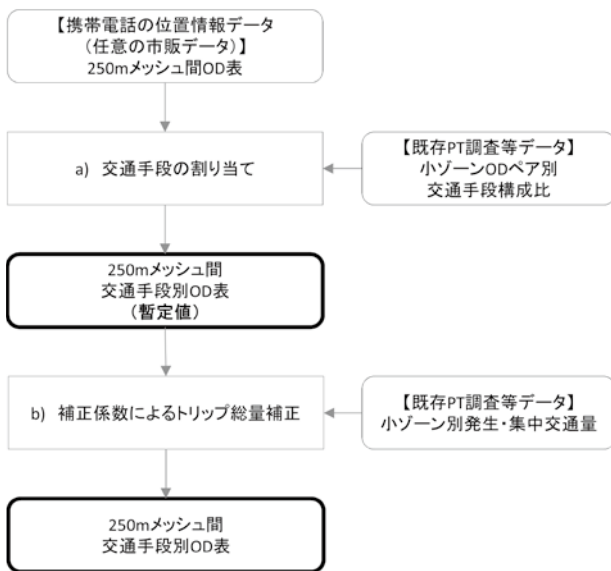 【携帯電話の位置情報データ
（任意の市販データ）】
250mメッシュ間OD表
a) 交通手段の割り当て
【既存PT調査等データ】
小ゾーンODペア別
交通手段構成比
250mメッシュ間
交通手段別OD表
（暫定値）
b) 補正係数によるトリップ総量補正
【既存PT調査等データ】
小ゾーン別発生・集中交通量
250mメッシュ間
交通手段別OD表